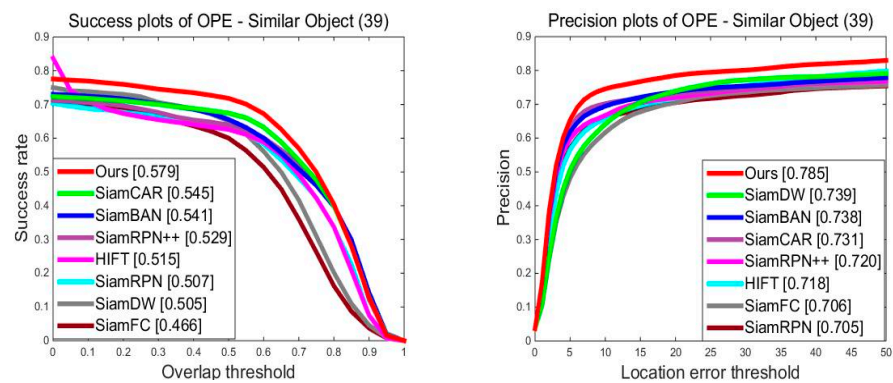 Success plots of OPE - Similar Object (39)
0.9
0.8
0.7
0.6
0.5
0.4
0.3
0.2
0.1
0
Success rate
Ours [0.579]
SiamCAR [0.545]
SiamBAN [0.541]
SiamRPN++ [0.529]
HIFT [0.515]
SiamRPN [0.507]
SiamDW [0.505]
SiamFC [0.466]
0 0.1 0.2 0.3 0.4 0.5 0.6 0.7 0.8 0.9 1
Overlap threshold
Precision plots of OPE - Similar Object (39)
0.9
0.8
0.7
0.6
0.5
0.4
0.3
0.2
0.1
0
Precision
Ours [0.785]
SiamDW [0.739]
SiamBAN [0.738]
SiamCAR [0.731]
SiamRPN++ [0.720]
HIFT [0.718]
SiamFC [0.706]
SiamRPN [0.705]
0 5 10 15 20 25 30 35 40 45 50
Location error threshold